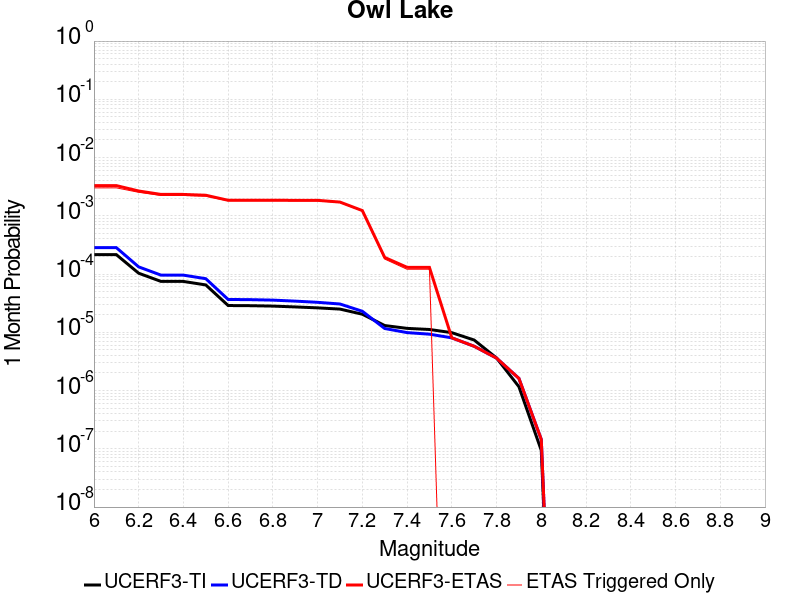 Owl Lake
1 Month Probability
10^0
10^-1
10^-2
10^-3
10^-4
10^-5
10^-6
10^-7
10^-8
6 6.2 6.4 6.6 6.8 7 7.2 7.4 7.6 7.8 8 8.2 8.4 8.6 8.8 9
Magnitude
UCERF3-TI UCERF3-TD UCERF3-ETAS ETAS Triggered Only